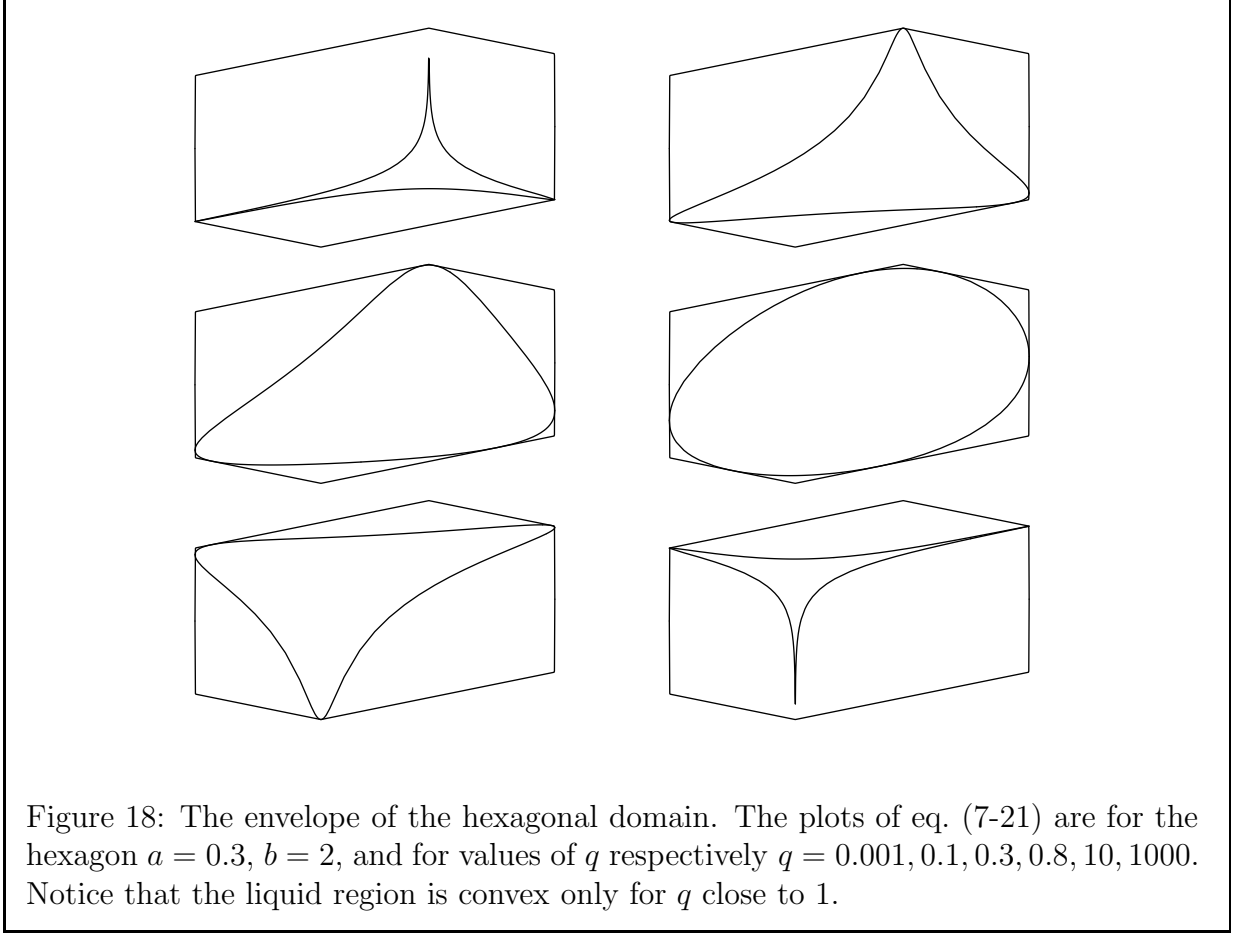 Figure 18: The envelope of the hexagonal domain. The plots of eq. (7-21) are for the
hexagon a = 0.3, b = 2, and for values of q respectively q = 0.001, 0.1, 0.3, 0.8, 10, 1000.
Notice that the liquid region is convex only for q close to 1.